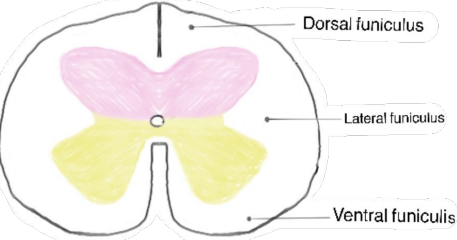 Dorsal funiculus
Lateral funiculus
Ventral funiculis